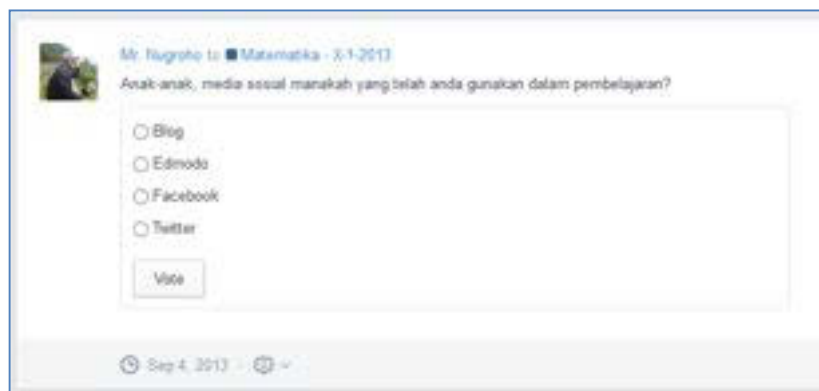 Mr. Nugroho to Matematika - X-1-2013
Anak-anak, media sosial manakah yang telah anda gunakan dalam pembelajaran?
Blog
Edmodo
Facebook
Twitter
Vote
Sep 4, 2013